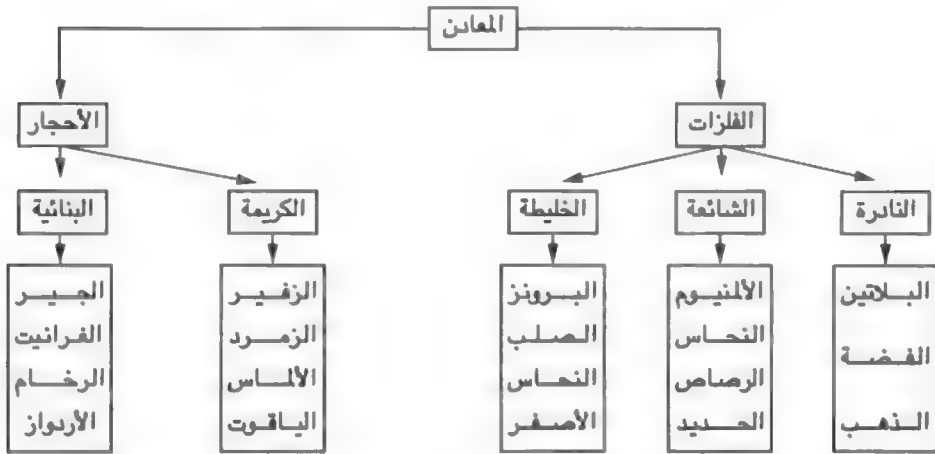 المعادن
الفلزات
الأحجار
النادرة
الشائعة
الخليطة
الكريمة
البنائية
البلاتين
الفضة
الذهب
الألمنيوم
النحاس
الرصاص
الحديد
البرونز
الصلب
النحاس
الأصفر
الزفير
الزمرد
الألماس
الياقوت
الجير
الغرانيت
الرخام
الأردواز